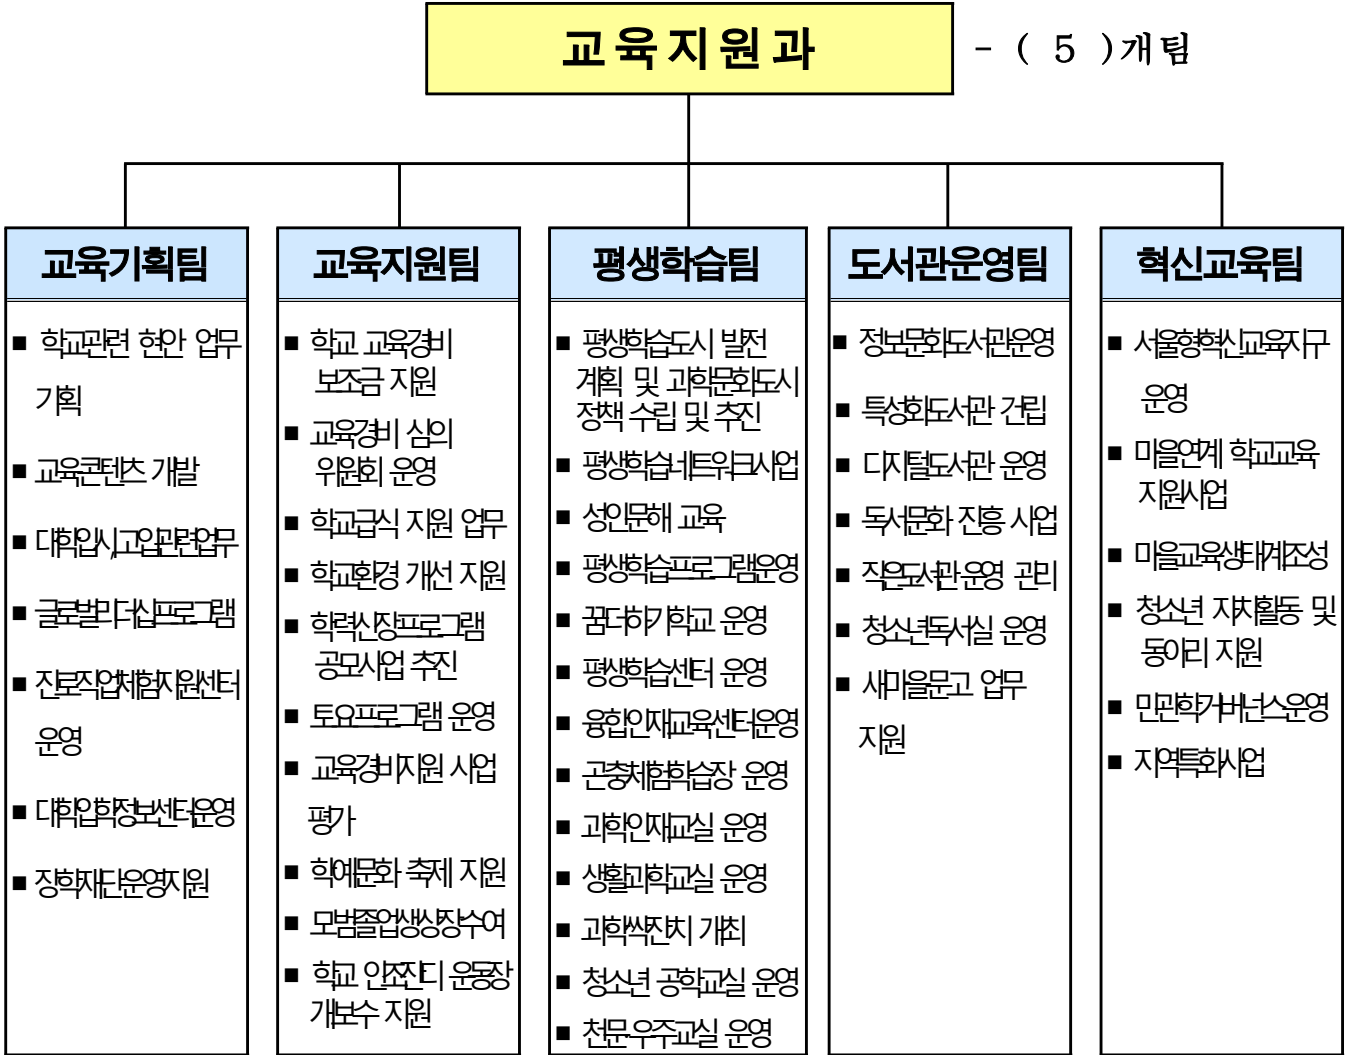 교육지원과
- ( 5 )개팀
교육기획팀
■ 학교관련 현안 업무
기획
■ 교육콘텐츠 개발
■ 대학입시,고입관련업무
■ 글로벌리더십프로그램
■ 진로직업체험지원센터
운영
■ 대학입학정보센터운영
■ 장학재단운영지원
교육지원팀
■ 학교 교육경비
보조금 지원
■ 교육경비 심의
위원회 운영
■ 학교급식 지원 업무
■ 학교환경 개선 지원
■ 학력신장프로그램
공모사업 추진
■ 토요프로그램 운영
■ 교육경비지원 사업
평가
■ 학예문화 축제 지원
■ 모범졸업생상장수여
■ 학교 인조잔디 운동장
개보수 지원
평생학습팀
■ 평생학습도시 발전
계획 및 과학문화도시
정책 수립 및 추진
■ 평생학습네트워크사업
■ 성인문해 교육
■ 평생학습프로그램운영
■ 꿈더하기학교 운영
■ 평생학습센터 운영
■ 융합인재교육센터운영
■ 곤충체험학습장 운영
■ 과학인재교실 운영
■ 생활과학교실 운영
■ 과학싹잔치 개최
■ 청소년 공학교실 운영
■ 천문·우주교실 운영
도서관운영팀
■ 정보문화도서관운영
■ 특성화도서관 건립
■ 디지털도서관 운영
■ 독서문화 진흥 사업
■ 작은도서관 운영 관리
■ 청소년독서실 운영
■ 새마을문고 업무
지원
혁신교육팀
■ 서울형혁신교육지구
운영
■ 마을연계 학교교육
지원사업
■ 마을교육생태계조성
■ 청소년 자치활동 및
동아리 지원
■ 민관학거버넌스운영
■ 지역특화사업